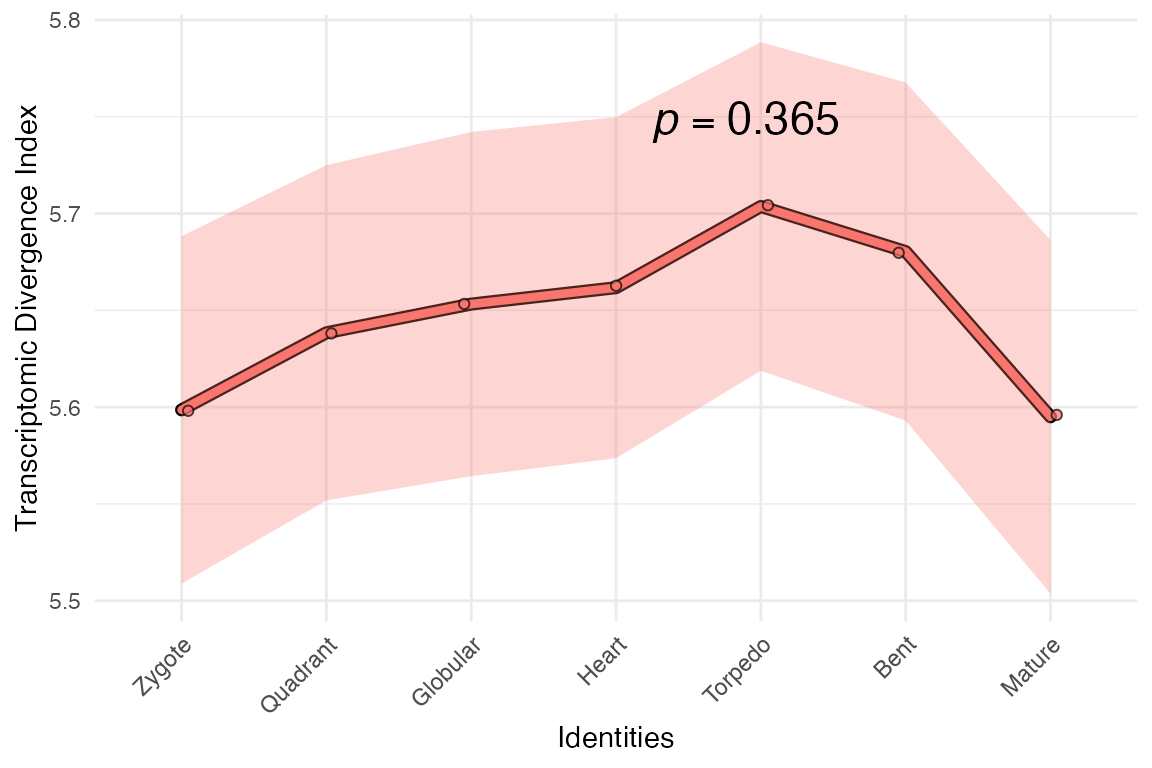 Transcriptomic Divergence Index
5.8
5.7
5.6
5.5
p = 0.365
Zygote
Quadrant
Globular
Heart
Torpedo
Bent
Mature
Identities